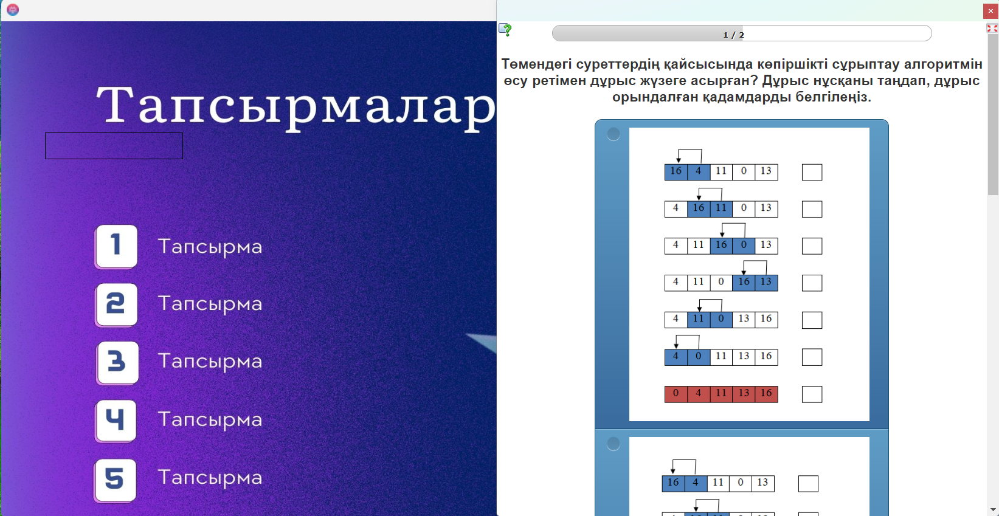 Тапсырмалар
1 Тапсырма
2 Тапсырма
3 Тапсырма
4 Тапсырма
5 Тапсырма
1 / 2
Төмендегі суреттердің қайсысында көпіршікті сұрыптау алгоритмін
өсу ретімен дұрыс жүзеге асырған? Дұрыс нұсқаны таңдап, дұрыс
орындалған қадамдарды белгілеңіз.
16 4 11 0 13
4 16 11 0 13
4 11 16 0 13
4 11 0 16 13
4 11 0 13 16
4 0 11 13 16
0 4 11 13 16
16 4 11 0 13